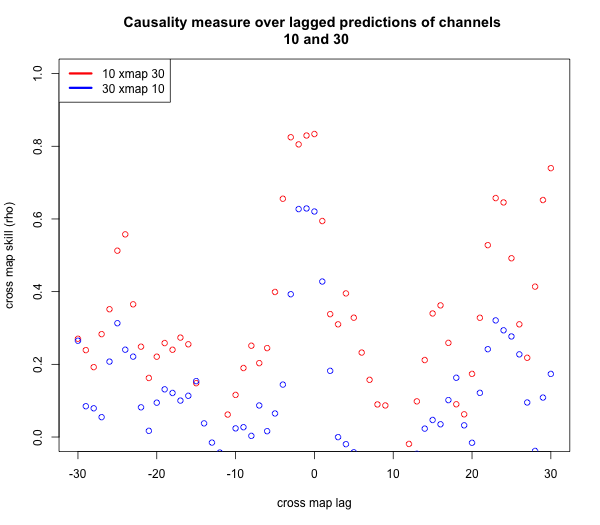 Causality measure over lagged predictions of channels
10 and 30
10 xmap 30
30 xmap 10
cross map skill (rho)
1.0
0.8
0.6
0.4
0.2
0.0
-30 -20 -10 0 10 20 30
cross map lag